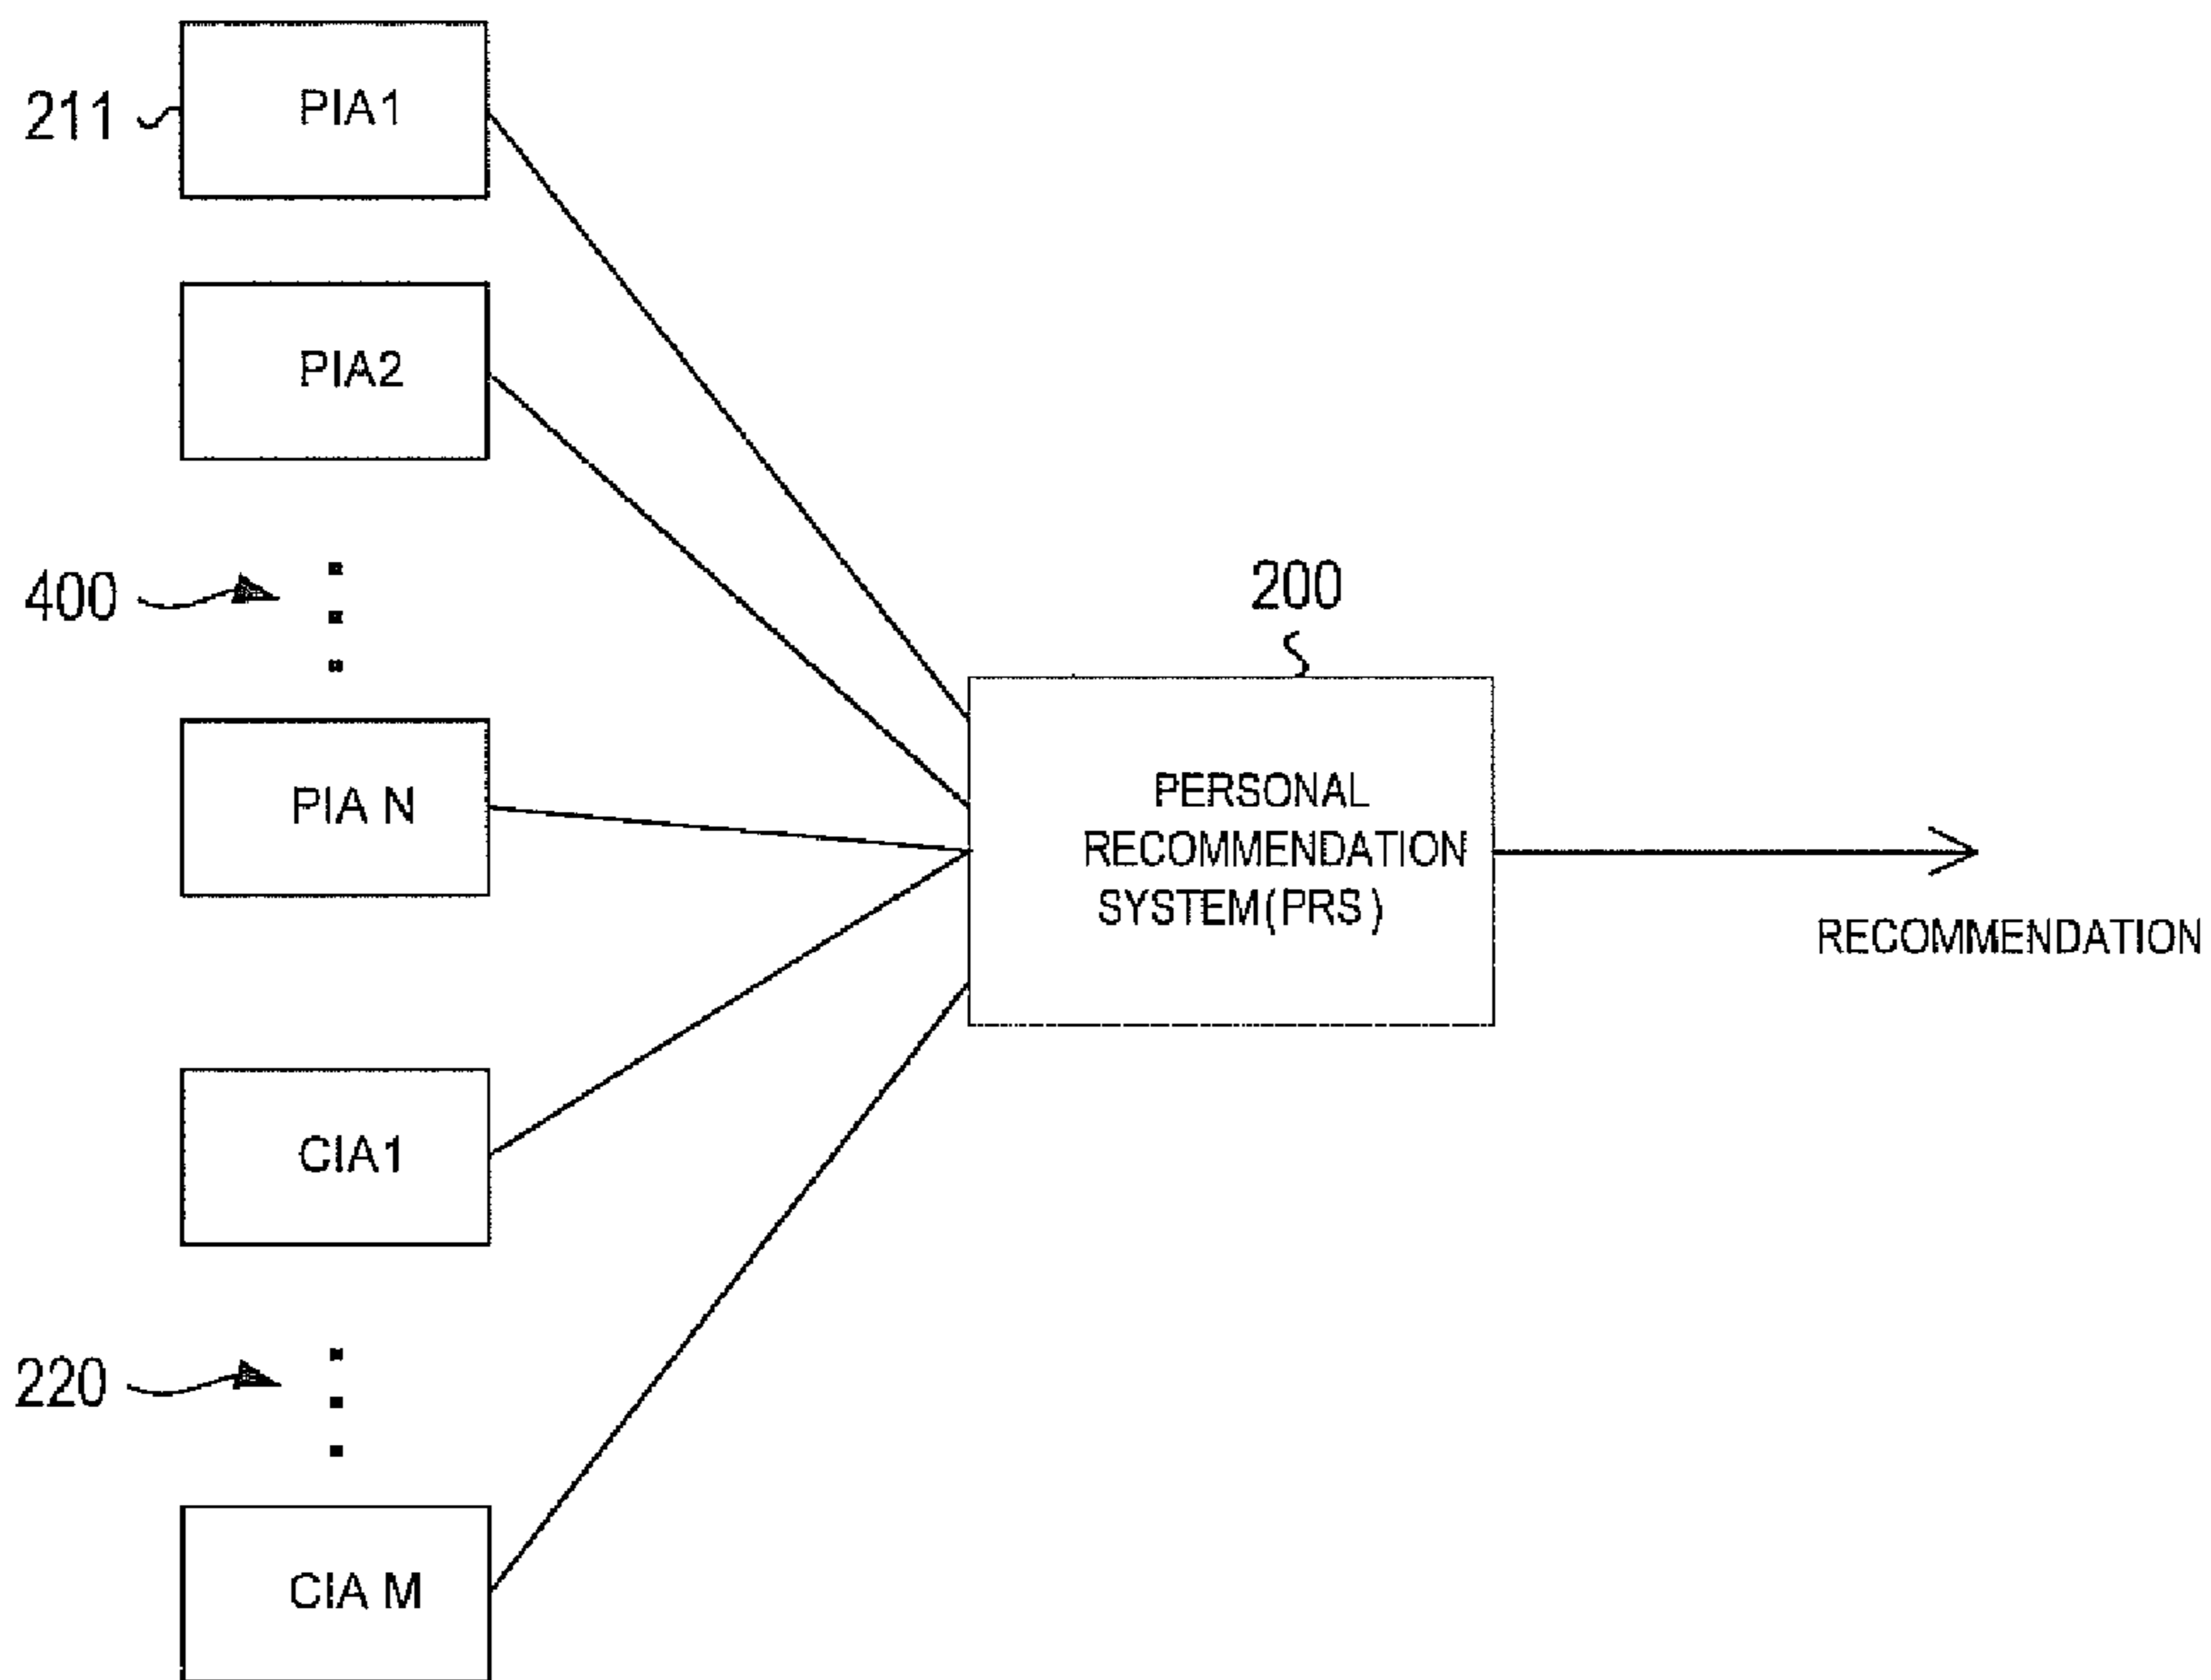 211
PIA1
PIA2
400
PIA N
200
PERSONAL
RECOMMENDATION
SYSTEM(PRS)
RECOMMENDATION
CIA1
220
CIA M